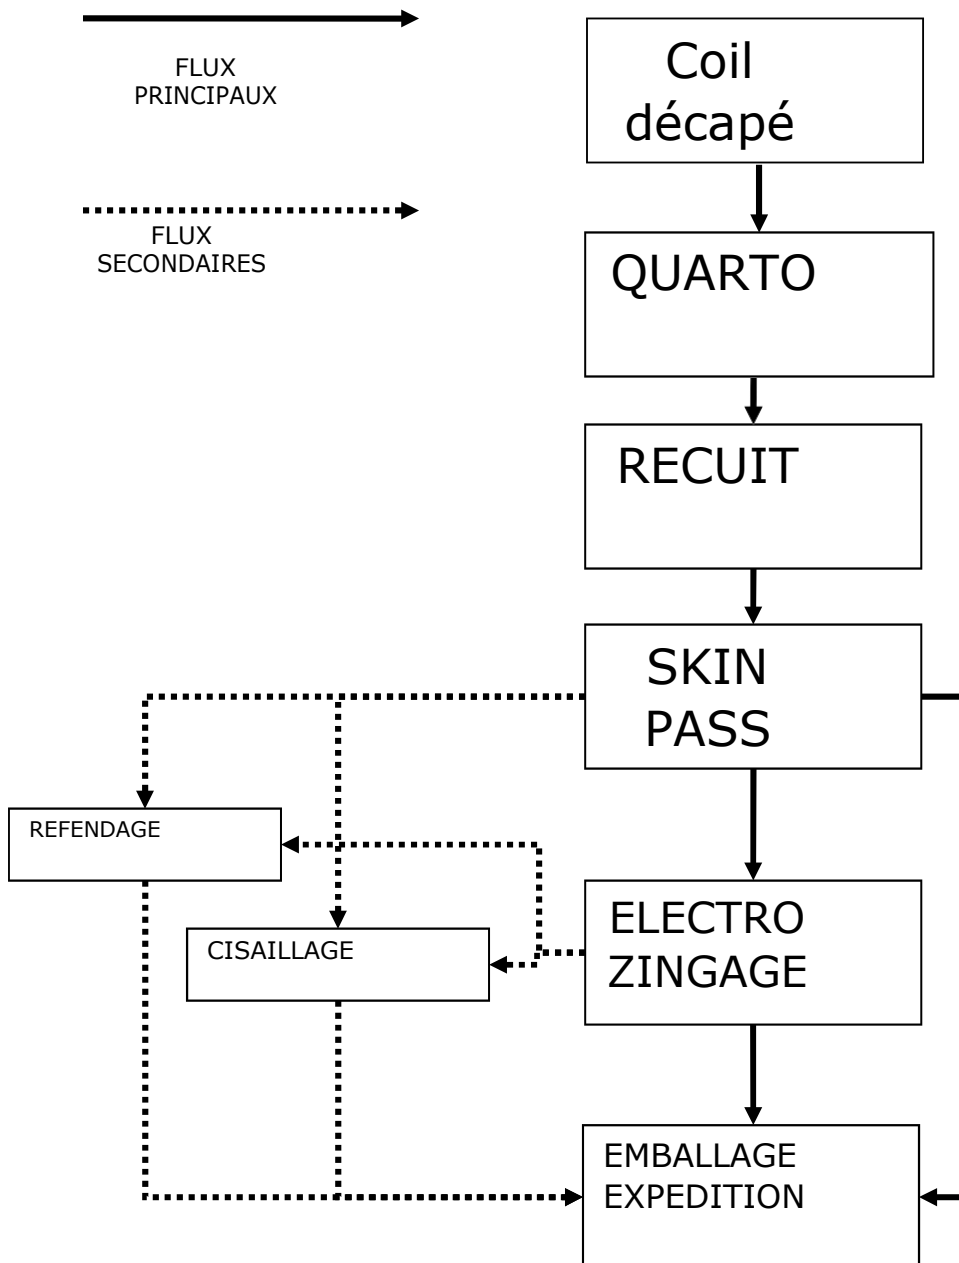 FLUX
PRINCIPAUX
FLUX
SECONDAIRES
Coil
décapé
QUARTO
RECUIT
SKIN
PASS
REFENDAGE
CISAILLAGE
ELECTRO
ZINGAGE
EMBALLAGE
EXPEDITION